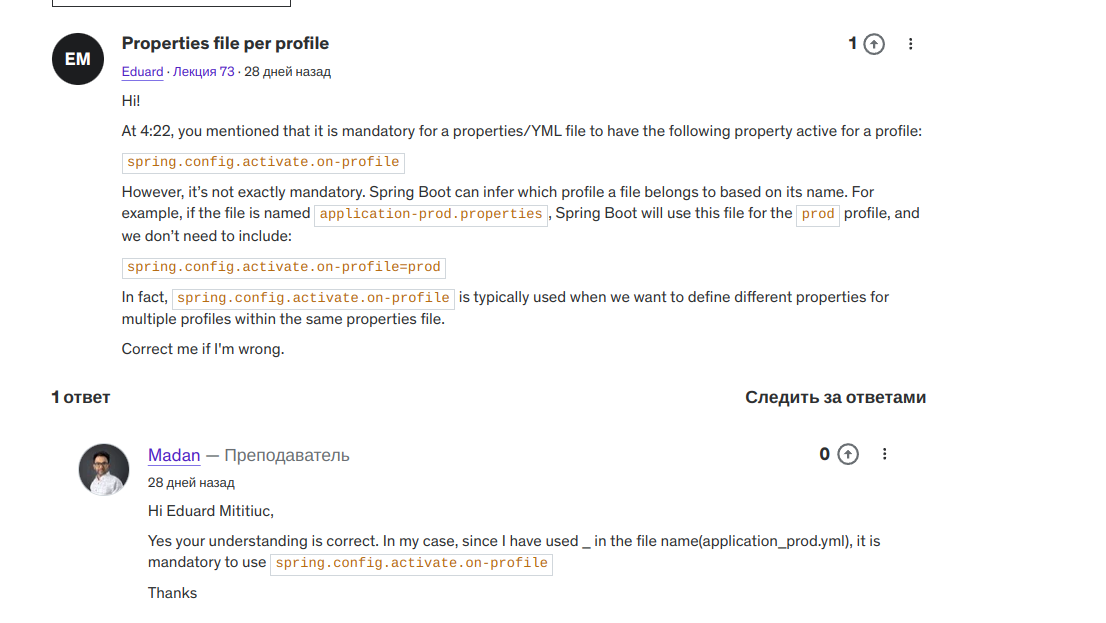 Properties file per profile
1
EM
Eduard · Лекция 73 · 28 дней назад
Hi!
At 4:22, you mentioned that it is mandatory for a properties/YML file to have the following property active for a profile:
spring.config.activate.on-profile
However, it’s not exactly mandatory. Spring Boot can infer which profile a file belongs to based on its name. For
example, if the file is named application-prod.properties, Spring Boot will use this file for the prod profile, and
we don’t need to include:
spring.config.activate.on-profile=prod
In fact, spring.config.activate.on-profile is typically used when we want to define different properties for
multiple profiles within the same properties file.
Correct me if I'm wrong.
1 ответ
Следить за ответами
Madan — Преподаватель
0
28 дней назад
Hi Eduard Mititiuc,
Yes your understanding is correct. In my case, since I have used _ in the file name(application_prod.yml), it is
mandatory to use spring.config.activate.on-profile
Thanks